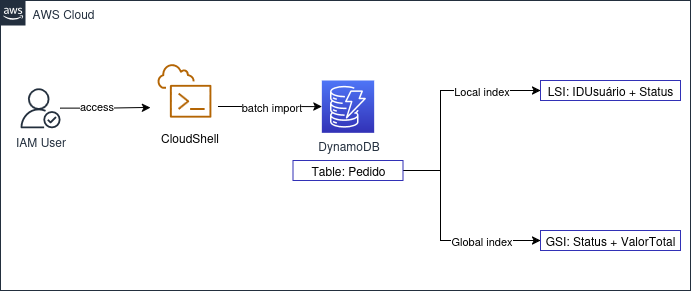 aws
AWS Cloud
IAM User
access
CloudShell
batch import
DynamoDB
Table: Pedido
Local index
LSI: IDUsuário + Status
Global index
GSI: Status + ValorTotal